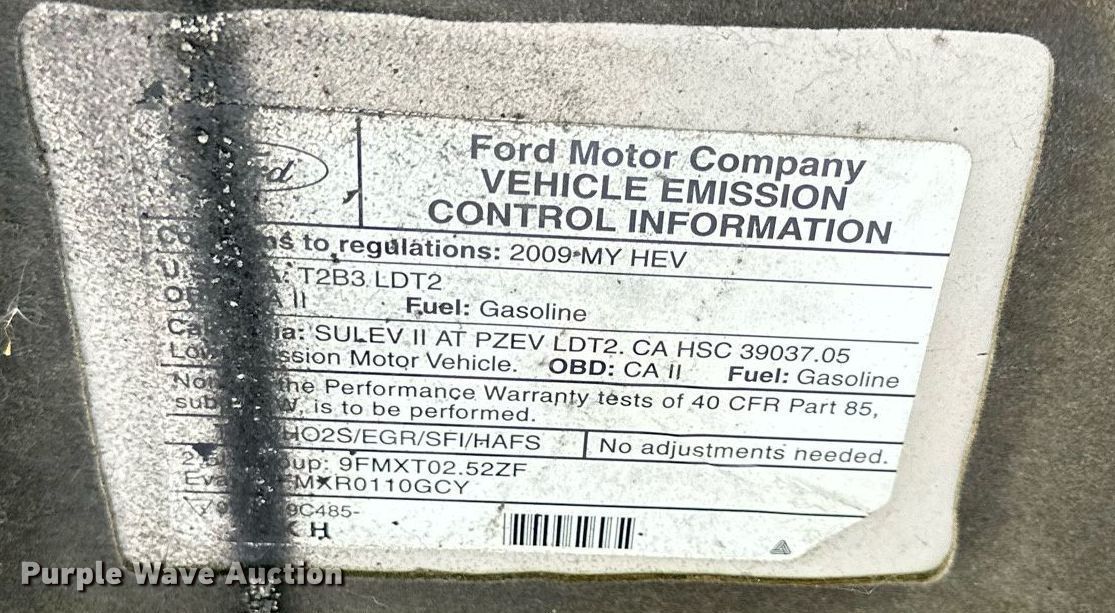 Ford Motor Company
VEHICLE EMISSION
CONTROL INFORMATION
to regulations: 2009 MY HEV
T2B3 LDT2
II Fuel: Gasoline
SULEV II AT PZEV LDT2. CA HSC 39037.05
Motor Vehicle. OBD: CA II Fuel: Gasoline
the Performance Warranty tests of 40 CFR Part 85,
is to be performed.
HO2S/EGR/SFI/HAFS No adjustments needed.
9FMXT02.52ZF
9C485-
H
Purple Wave Auction